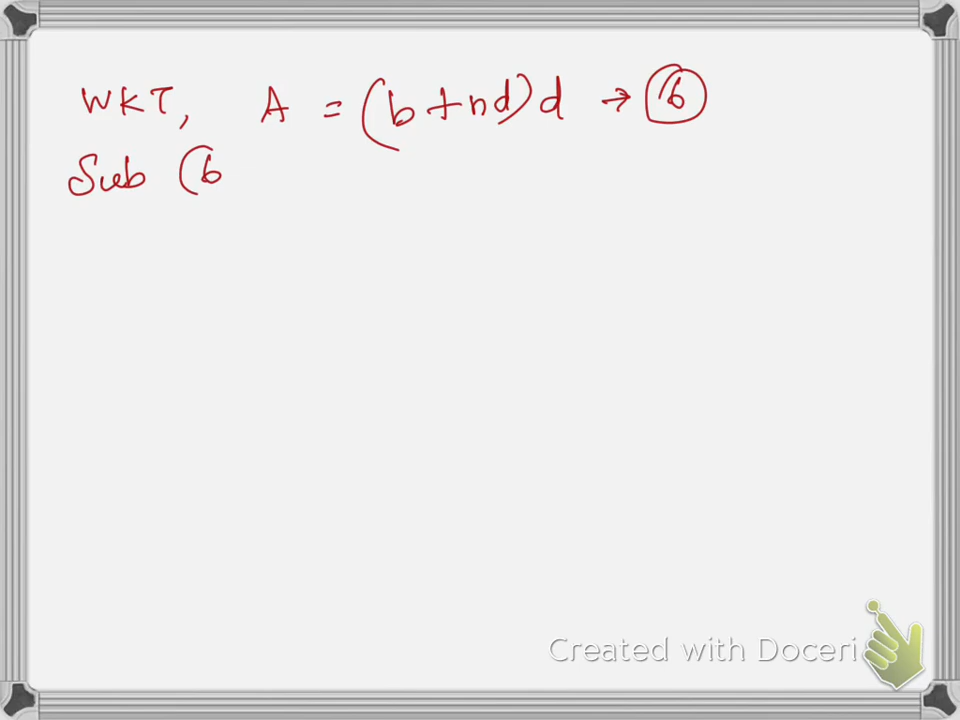 WKT, A = (b+nd)d → (6)
Sub (6
Created with Doceri